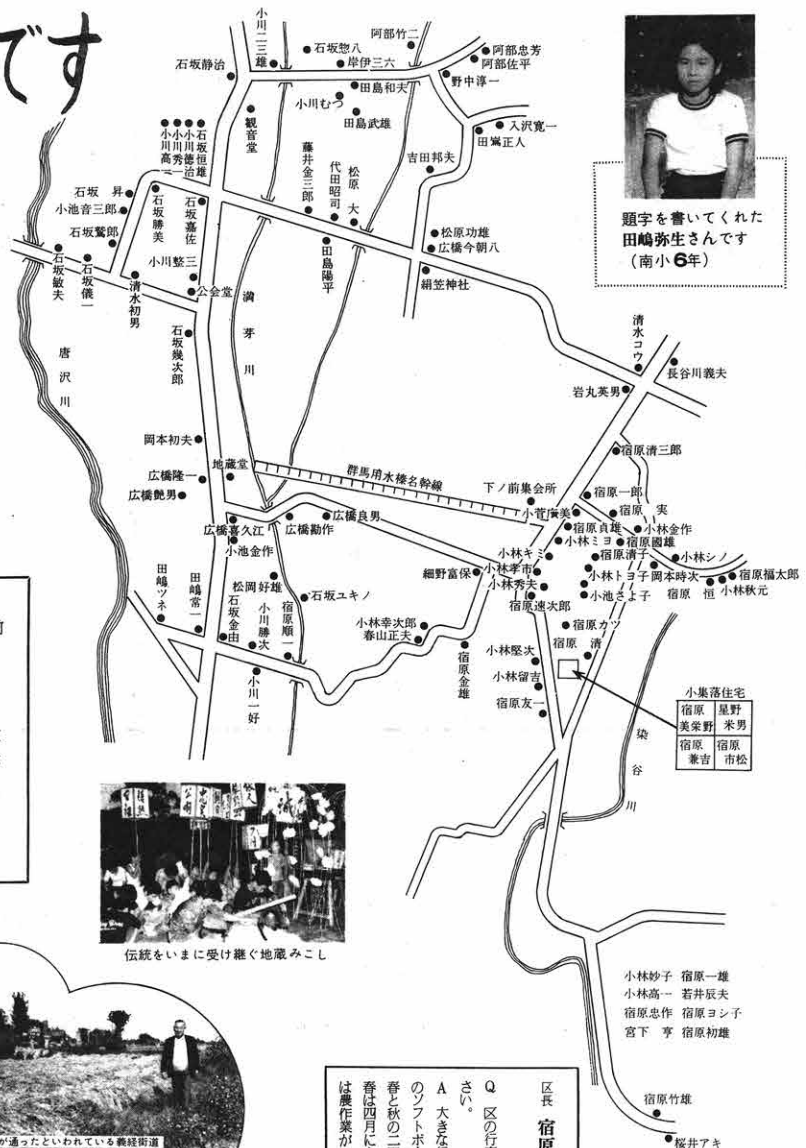 です
題字を書いてくれた
田嶋弥生さんです
(南小6年)
小川二三雄
石坂静治
石坂惣八
岸伊三六
阿部竹二
阿部忠芳
阿部佐平
野中淳一
田島和夫
小川むつ
田島武雄
観音堂
入沢寛一
田嶌正人
吉田邦夫
藤井金三郎
代田昭司
松原 大
田島陽平
松原功雄
広橋今朝八
絹笠神社
石坂恒雄
小川徳治
小川秀一
小川高一
石坂 昇
小池音三郎
石坂鷲郎
石坂勝美
石坂嘉佐
小川整三
公会堂
石坂敏夫
石坂儀一
清水初男
石坂幾次郎
満芽川
唐沢川
清水コウ
長谷川義夫
岩丸英男
岡本初夫
地蔵堂
広橋隆一
広橋艶男
群馬用水榛名幹線
下ノ前集会所
宿原清三郎
宿原一郎
小菅広美
宿原 実
宿原貞雄
小林金作
小林ミヨ
宿原國雄
小林キミ
宿原清子
小林シノ
小林孝市
小林トヨ子
岡本時次
宿原福太郎
小林秀夫
小池さよ子
宿原 恒
小林秋元
宿原速次郎
宿原カツ
広橋喜久江
小池金作
広橋勘作
広橋良男
細野富保
田嶋ツネ
田嶋常一
松岡好雄
石坂ユキノ
石坂金由
小川勝次
宿原順一
小川一好
小林幸次郎
春山正夫
宿原金雄
宿原 清
小林堅次
小林留吉
宿原友一
小集落住宅
宿原美栄野
星野米男
宿原兼吉
宿原市松
染谷川
伝統をいまに受け継ぐ地蔵みこし
小林妙子 宿原一雄
小林高一 若井辰夫
宿原忠作 宿原ヨシ子
宮下 亨 宿原初雄
宿原竹雄
桜井アキ
が通ったといわれている義経街道
区長 宿原
Q 区の行
さい。
A 大きな
のソフトボ
春と秋の二
春は四月に
は農作業が